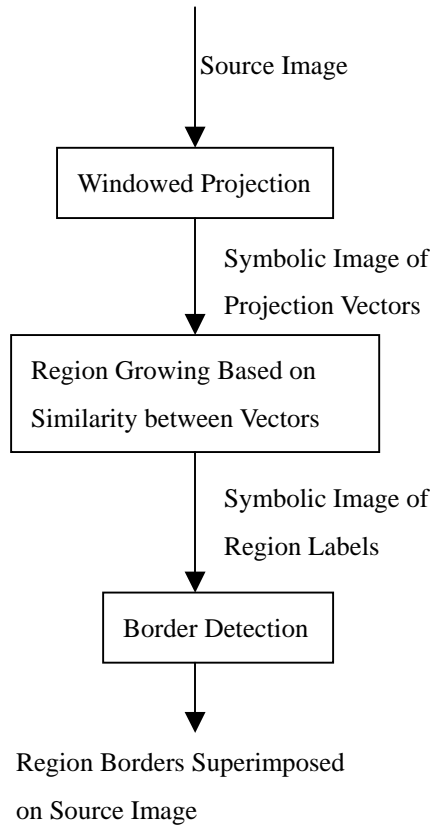 Source Image
Windowed Projection
Symbolic Image of
Projection Vectors
Region Growing Based on
Similarity between Vectors
Symbolic Image of
Region Labels
Border Detection
Region Borders Superimposed
on Source Image